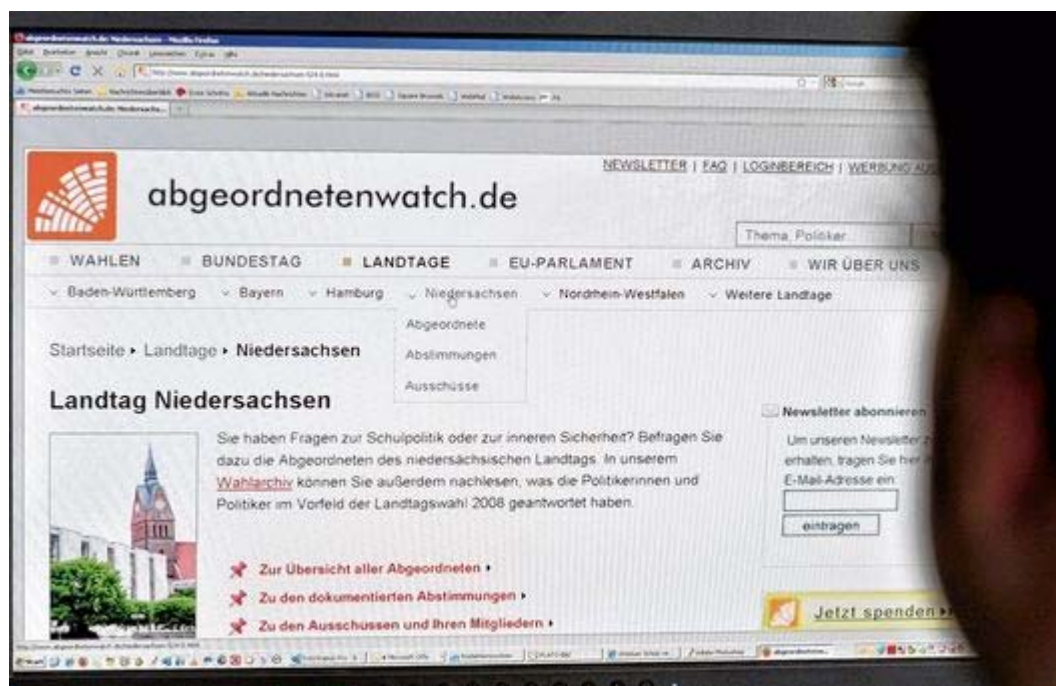 abgeordnetenwatch.de Niedersachsen - Mozilla Firefox
NEWSLETTER | FAQ | LOGINBEREICH | WERBUNG
abgeordnetenwatch.de
Thema, Politiker
WAHLEN BUNDESTAG LANDTAGE EU-PARLAMENT ARCHIV WIR ÜBER UNS
Baden-Württemberg Bayern Hamburg Niedersachsen Nordrhein-Westfalen Weitere Landtage
Abgeordnete
Abstimmungen
Ausschüsse
Startseite Landtage Niedersachsen
Landtag Niedersachsen
Sie haben Fragen zur Schulpolitik oder zur inneren Sicherheit? Befragen Sie
dazu die Abgeordneten des niedersächsischen Landtags. In unserem
Wahlarchiv können Sie außerdem nachlesen, was die Politikerinnen und
Politiker im Vorfeld der Landtagswahl 2008 geantwortet haben.
Zur Übersicht aller Abgeordneten
Zu den dokumentierten Abstimmungen
Zu den Ausschüssen und Ihren Mitgliedern
Newsletter abonnieren
Um unseren Newsletter
erhalten, tragen Sie hier
E-Mail-Adresse ein:
eintragen
Jetzt spenden